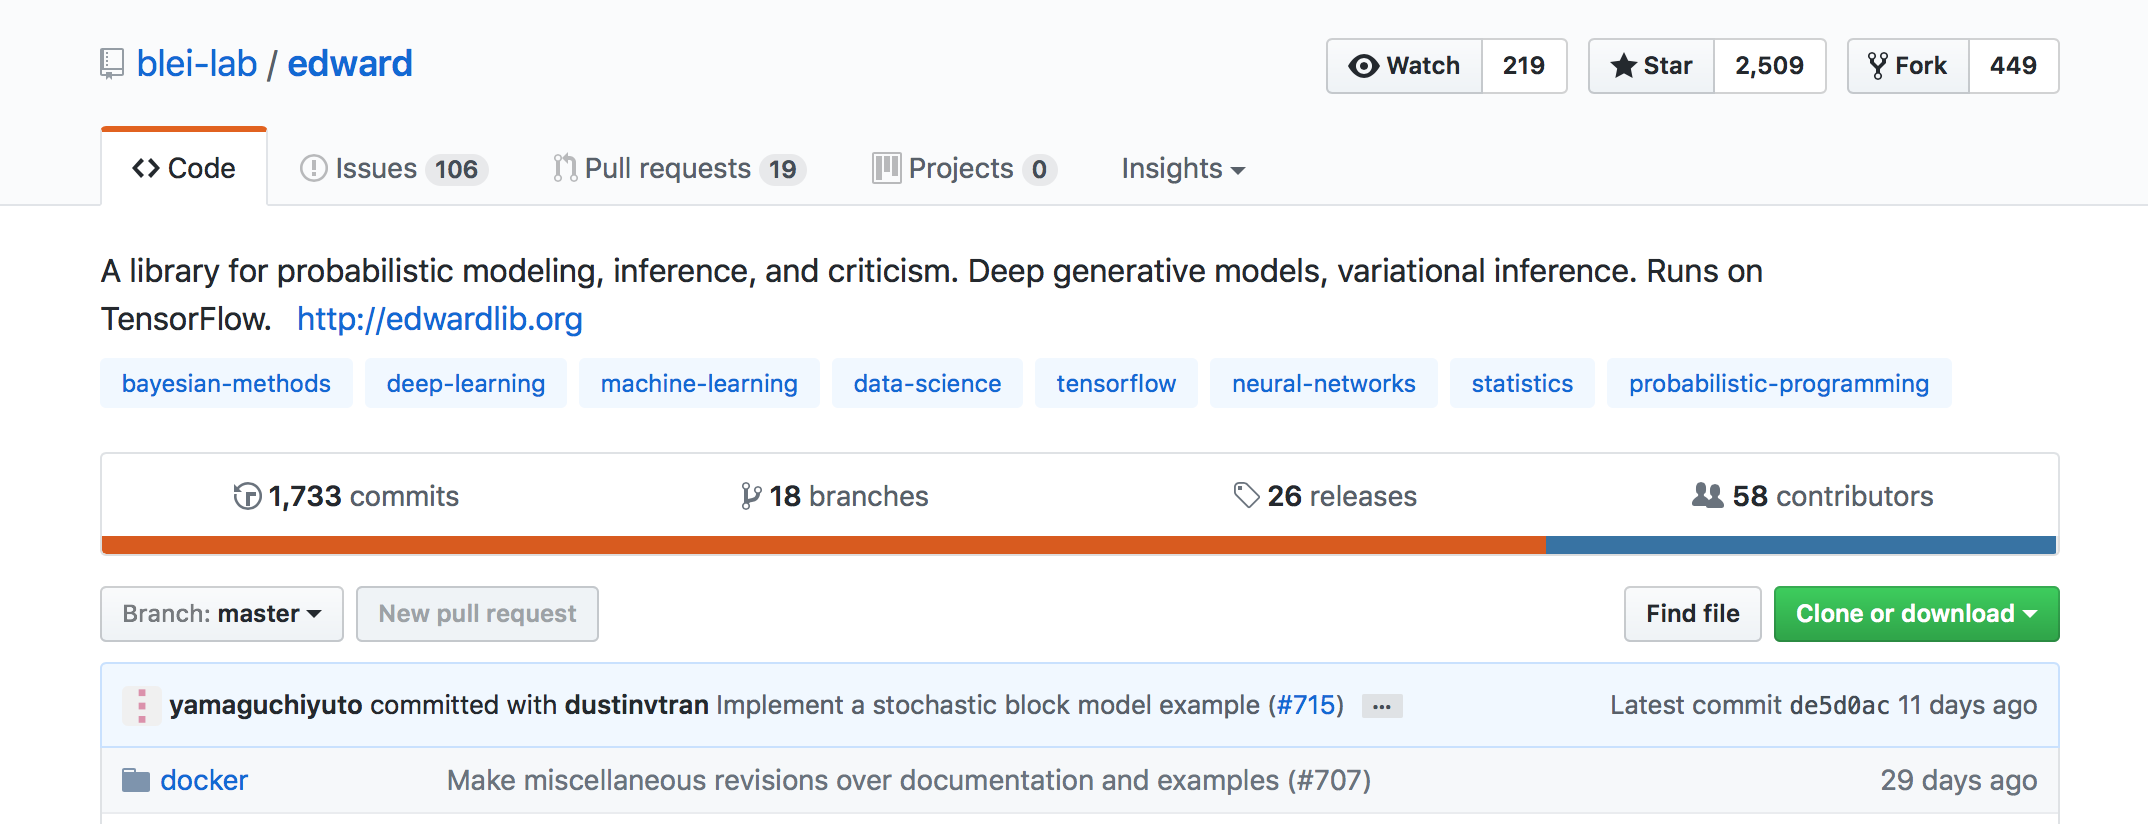 blei-lab / edward
Watch 219 Star 2,509 Fork 449
Code Issues 106 Pull requests 19 Projects 0 Insights
A library for probabilistic modeling, inference, and criticism. Deep generative models, variational inference. Runs on
TensorFlow. http://edwardlib.org
bayesian-methods deep-learning machine-learning data-science tensorflow neural-networks statistics probabilistic-programming
1,733 commits 18 branches 26 releases 58 contributors
Branch: master New pull request Find file Clone or download
yamaguchiyuto committed with dustinvtran Implement a stochastic block model example (#715) ... Latest commit de5d0ac 11 days ago
docker Make miscellaneous revisions over documentation and examples (#707) 29 days ago